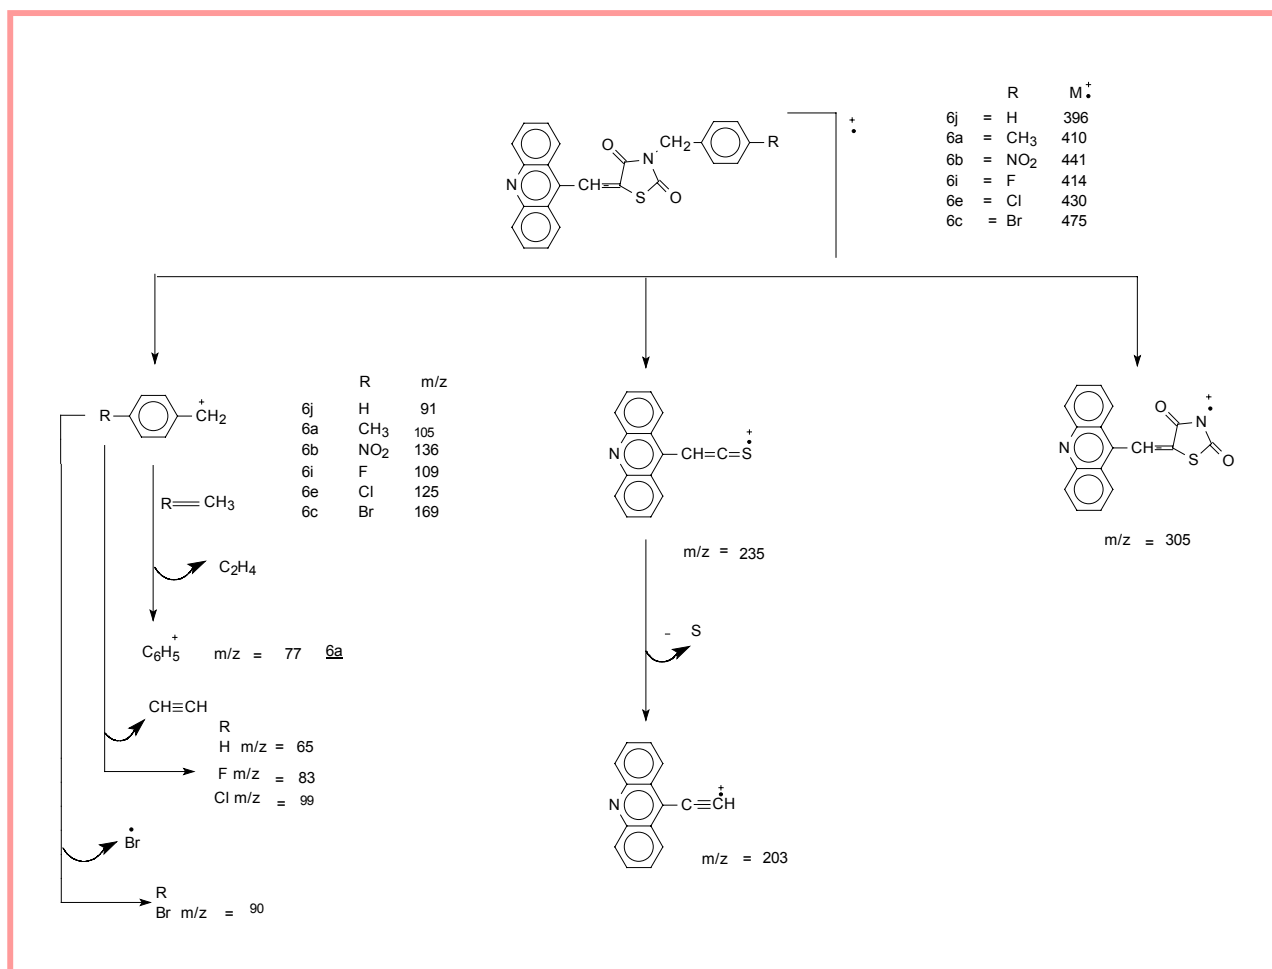 R M +•
6j = H 396
6a = CH3 410
6b = NO2 441
6i = F 414
6e = Cl 430
6c = Br 475
+•
O
N
CH2
R
N
CH
S
O
R m/z
6j H 91
6a CH3 105
6b NO2 136
6i F 109
6e Cl 125
6c Br 169
R
+
CH2
R CH3
C2H4
C6H5+ m/z = 77 6a
CH≡CH
R
H m/z = 65
F m/z = 83
Cl m/z = 99
•
Br
R
Br m/z = 90
N
CH=C=S
+•
m/z = 235
- S
N
C≡CH
+•
m/z = 203
+•
O
N
N
CH
S
O
m/z = 305